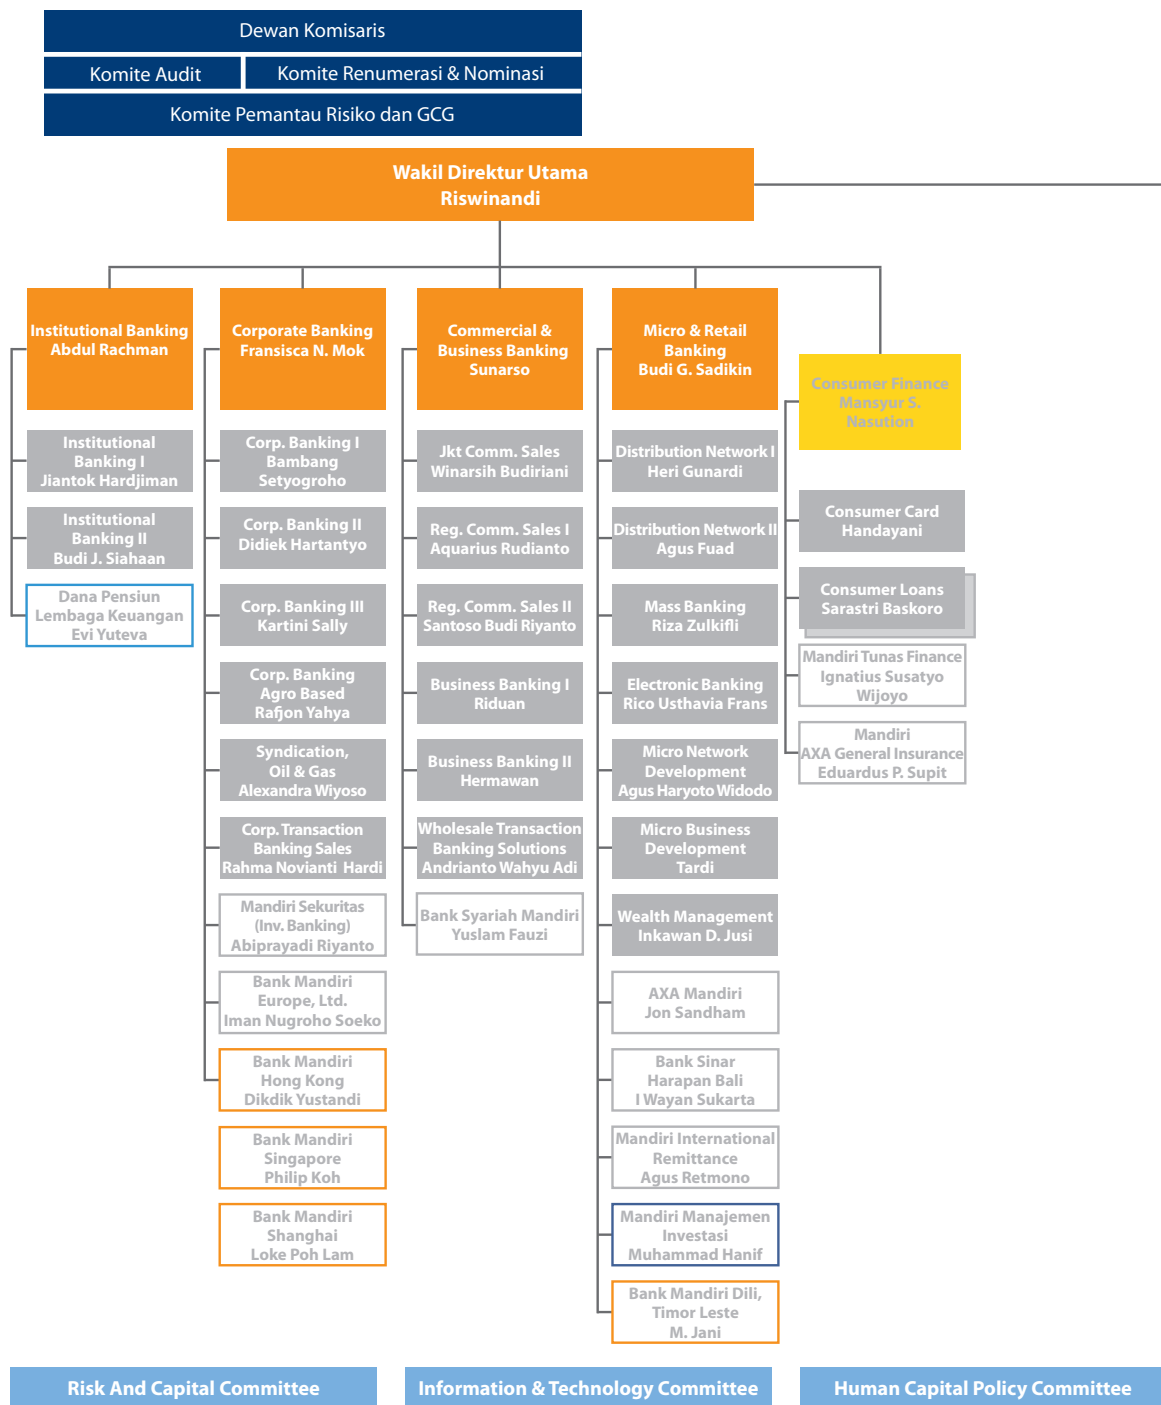 Dewan Komisaris
Komite Audit
Komite Renumerasi & Nominasi
Komite Pemantau Risiko dan GCG
Wakil Direktur Utama
Riswinandi
Institutional Banking
Abdul Rachman
Institutional
Banking I
Jiantok Hardjiman
Institutional
Banking II
Budi J. Siahaan
Dana Pensiun
Lembaga Keuangan
Evi Yuteva
Corporate Banking
Fransisca N. Mok
Corp. Banking I
Bambang
Setyogroho
Corp. Banking II
Didiek Hartantyo
Corp. Banking III
Kartini Sally
Corp. Banking
Agro Based
Rafjon Yahya
Syndication,
Oil & Gas
Alexandra Wiyoso
Corp. Transaction
Banking Sales
Rahma Novianti Hardi
Mandiri Sekuritas
(Inv. Banking)
Abiprayadi Riyanto
Bank Mandiri
Europe, Ltd.
Iman Nugroho Soeko
Bank Mandiri
Hong Kong
Dikdik Yustandi
Bank Mandiri
Singapore
Philip Koh
Bank Mandiri
Shanghai
Loke Poh Lam
Commercial &
Business Banking
Sunarso
Jkt Comm. Sales
Winarsih Budiriani
Reg. Comm. Sales I
Aquarius Rudianto
Reg. Comm. Sales II
Santoso Budi Riyanto
Business Banking I
Riduan
Business Banking II
Hermawan
Wholesale Transaction
Banking Solutions
Andrianto Wahyu Adi
Bank Syariah Mandiri
Yuslam Fauzi
Micro & Retail
Banking
Budi G. Sadikin
Distribution Network I
Heri Gunardi
Distribution Network II
Agus Fuad
Mass Banking
Riza Zulkifli
Electronic Banking
Rico Usthavia Frans
Micro Network
Development
Agus Haryoto Widodo
Micro Business
Development
Tardi
Wealth Management
Inkawan D. Jusi
AXA Mandiri
Jon Sandham
Bank Sinar
Harapan Bali
I Wayan Sukarta
Mandiri International
Remittance
Agus Retmono
Mandiri Manajemen
Investasi
Muhammad Hanif
Bank Mandiri Dili,
Timor Leste
M. Jani
Consumer Finance
Mansyur S.
Nasution
Consumer Card
Handayani
Consumer Loans
Sarastri Baskoro
Mandiri Tunas Finance
Ignatius Susatyo
Wijoyo
Mandiri
AXA General Insurance
Eduardus P. Supit
Risk And Capital Committee
Information & Technology Committee
Human Capital Policy Committee